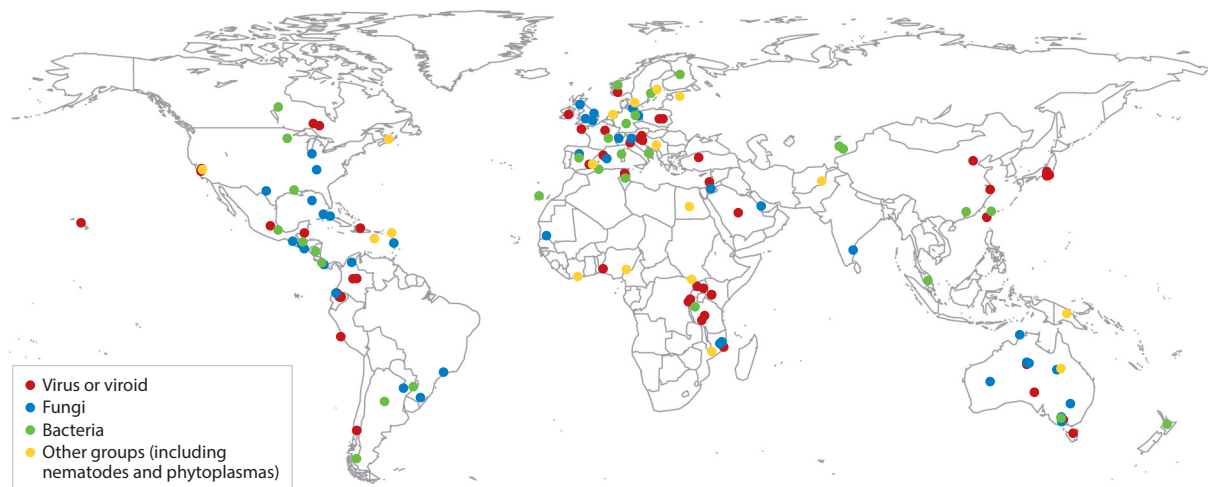 Virus or viroid
Fungi
Bacteria
Other groups (including
nematodes and phytoplasmas)